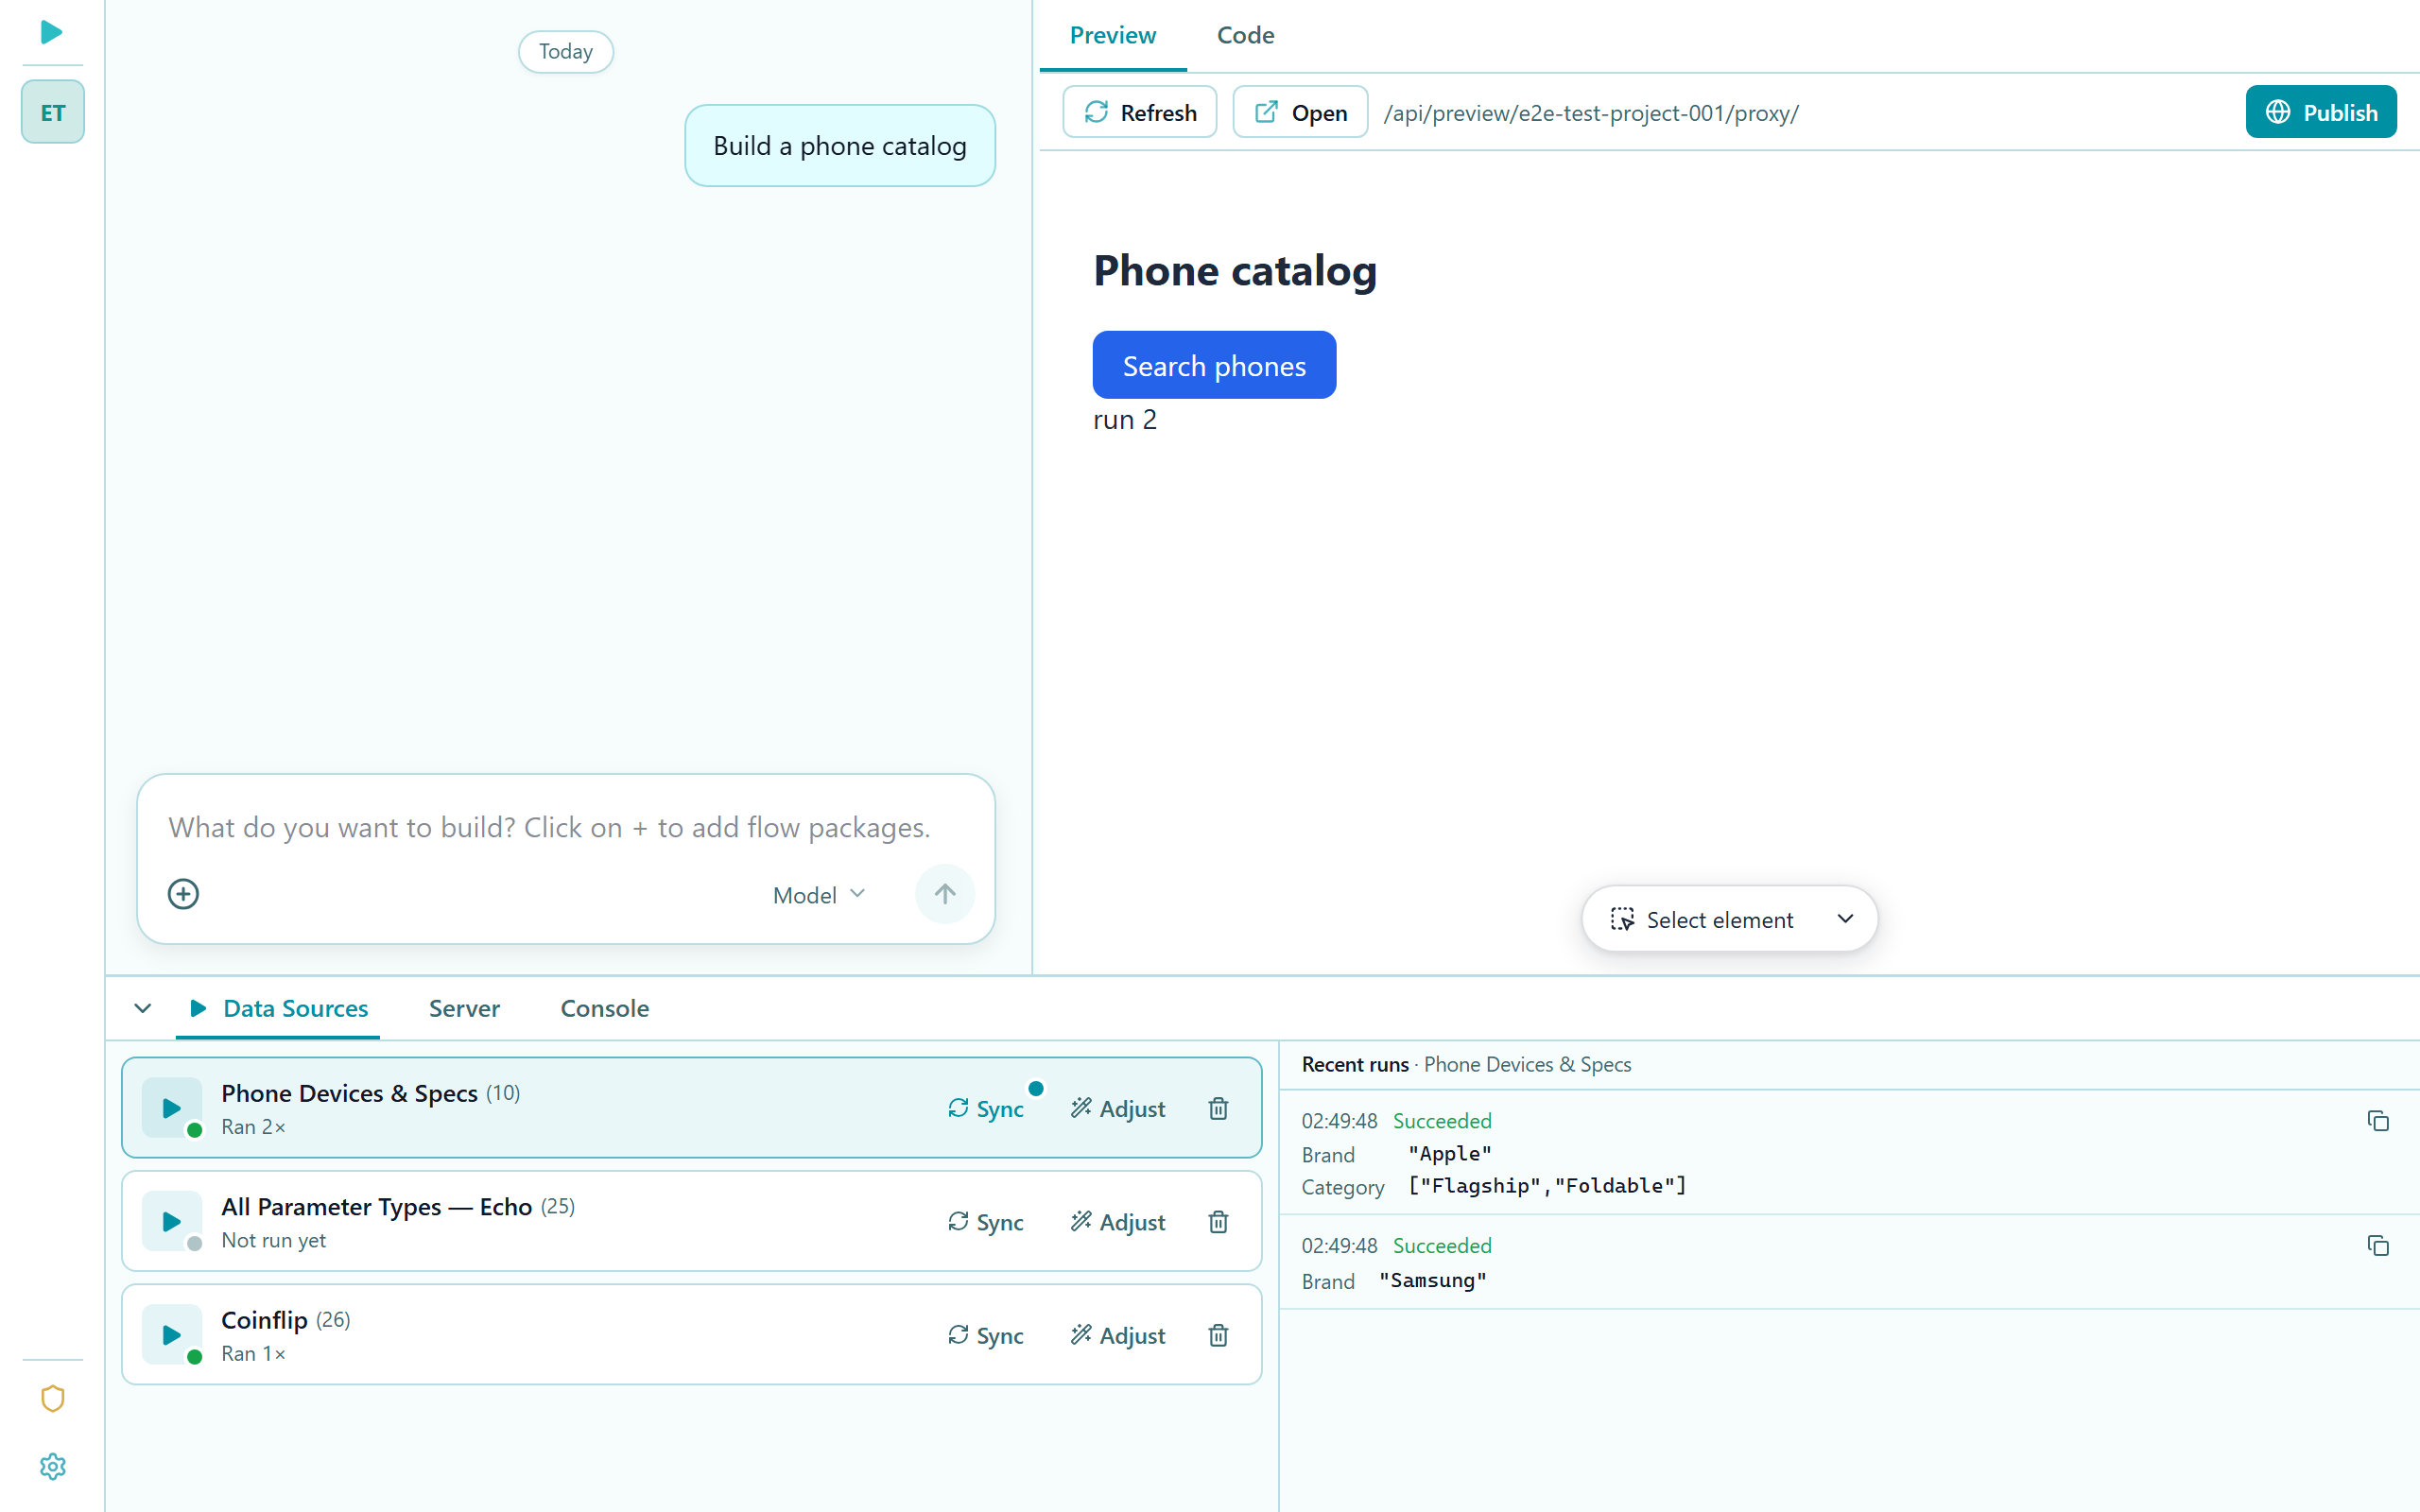 ET
Today
Build a phone catalog
What do you want to build? Click on + to add flow packages.
Model
Preview
Code
Refresh
Open
/api/preview/e2e-test-project-001/proxy/
Publish
Phone catalog
Search phones
run 2
Select element
Data Sources
Server
Console
Phone Devices & Specs (10)
Ran 2×
Sync
Adjust
All Parameter Types — Echo (25)
Not run yet
Sync
Adjust
Coinflip (26)
Ran 1×
Sync
Adjust
Recent runs · Phone Devices & Specs
02:49:48 Succeeded
Brand "Apple"
Category ["Flagship","Foldable"]
02:49:48 Succeeded
Brand "Samsung"